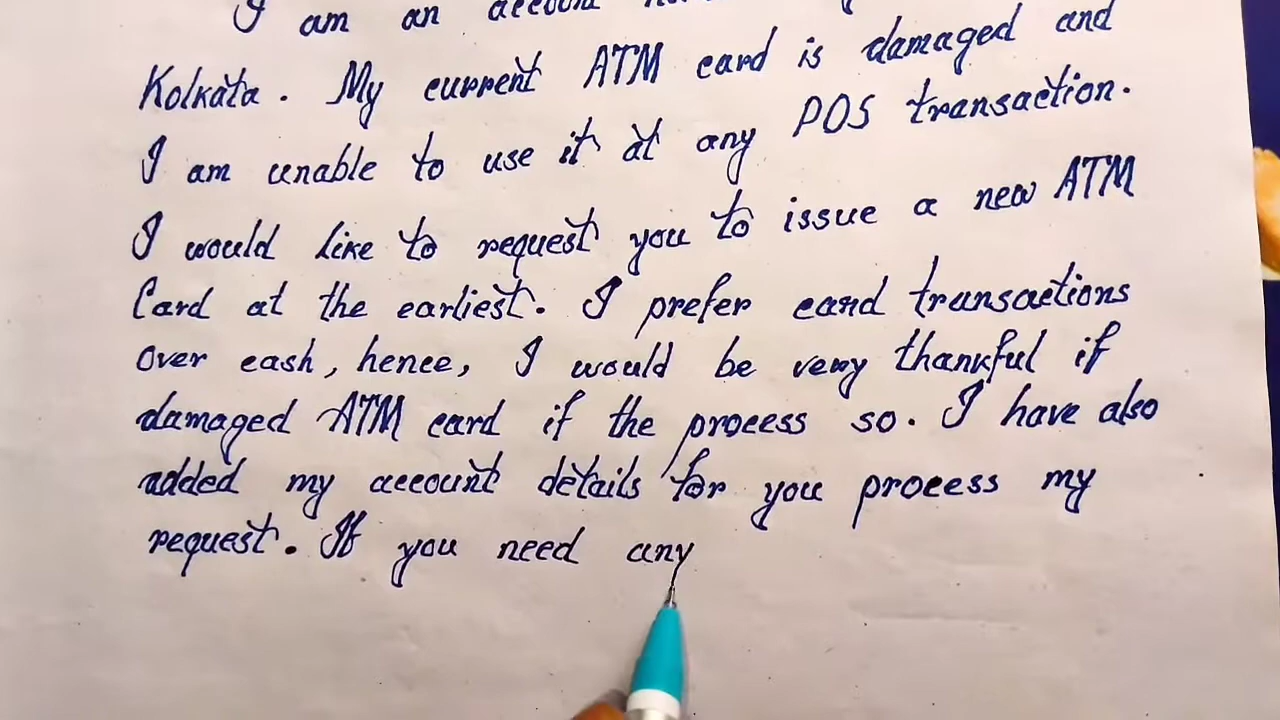 I am an account
Kolkata. My current ATM card is damaged and
I am unable to use it at any POS transaction.
I would like to request you to issue a new ATM
Card at the earliest. I prefer card transactions
over cash, hence, I would be very thankful if
damaged ATM card if the process so. I have also
added my account details for you process my
request. If you need any